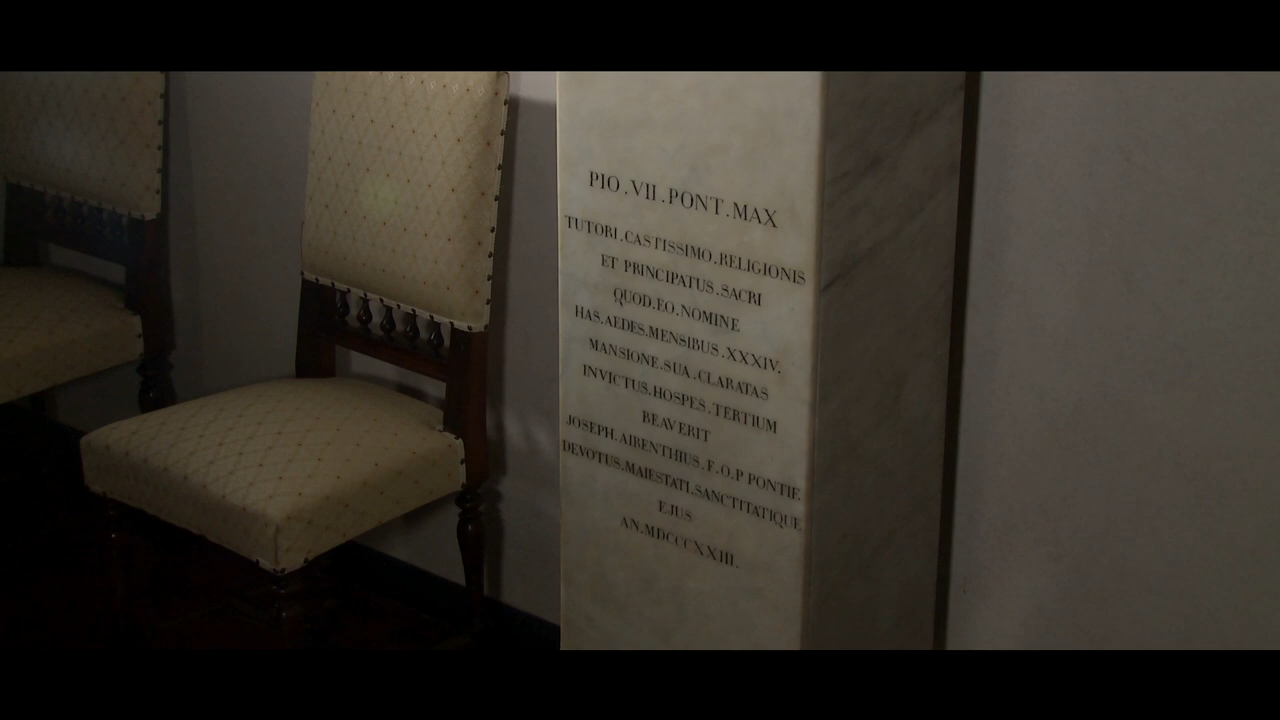 PIO . VII . PONT . MAX
TUTORI . CASTISSIMO . RELIGIONIS
ET PRINCIPATUS . SACRI
QUOD . EO . NOMINE
HAS . AEDES . MENSIBUS . XXXIV .
MANSIONE . SUA . CLARATAS
INVICTUS . HOSPES . TERTIUM
BEAVERIT
JOSEPH . AIRENTHIUS . F . O . P PONTIF .
DEVOTUS . MAIESTATI . SANCTITATIQUE
EJUS
AN . MDCCCXXIII .